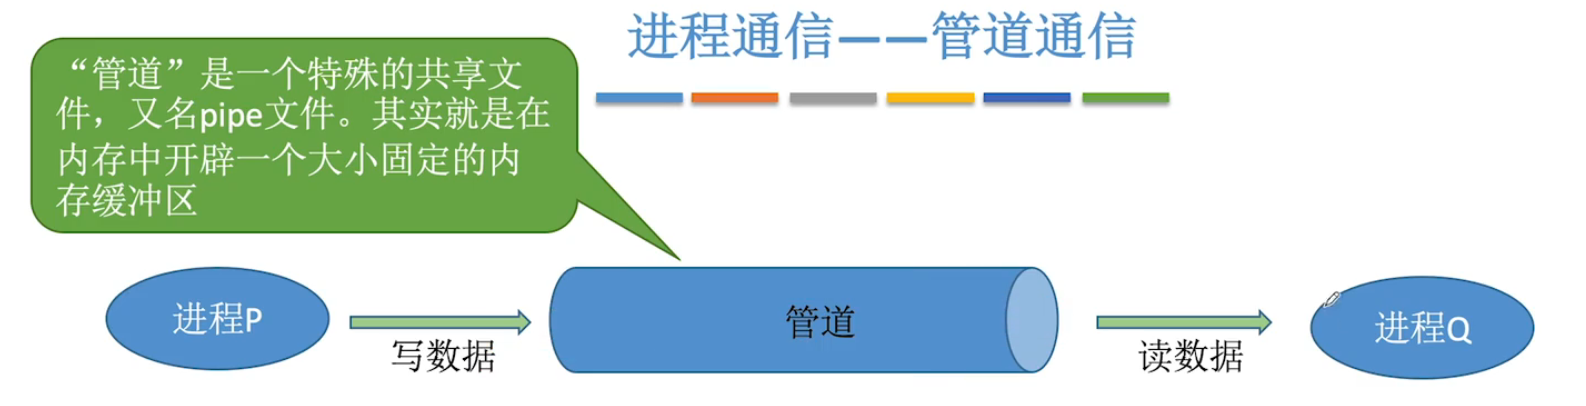 进程通信——管道通信
“管道”是一个特殊的共享文
件，又名pipe文件。其实就是在
内存中开辟一个大小固定的内
存缓冲区
进程P
写数据
管道
读数据
进程Q